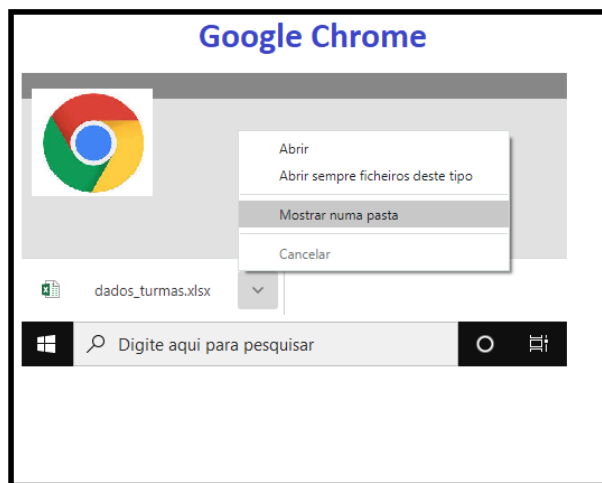 Google Chrome
Abrir
Abrir sempre ficheiros deste tipo
Mostrar numa pasta
Cancelar
dados_turmas.xlsx
Digite aqui para pesquisar